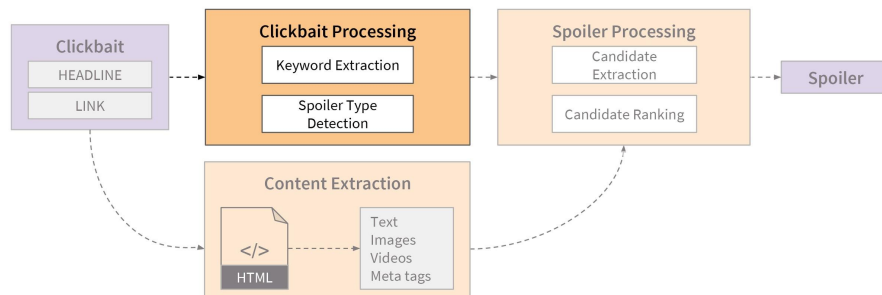 Clickbait
HEADLINE
LINK
Clickbait Processing
Keyword Extraction
Spoiler Type
Detection
Spoiler Processing
Candidate
Extraction
Candidate Ranking
Spoiler
Content Extraction
</>
HTML
Text
Images
Videos
Meta tags